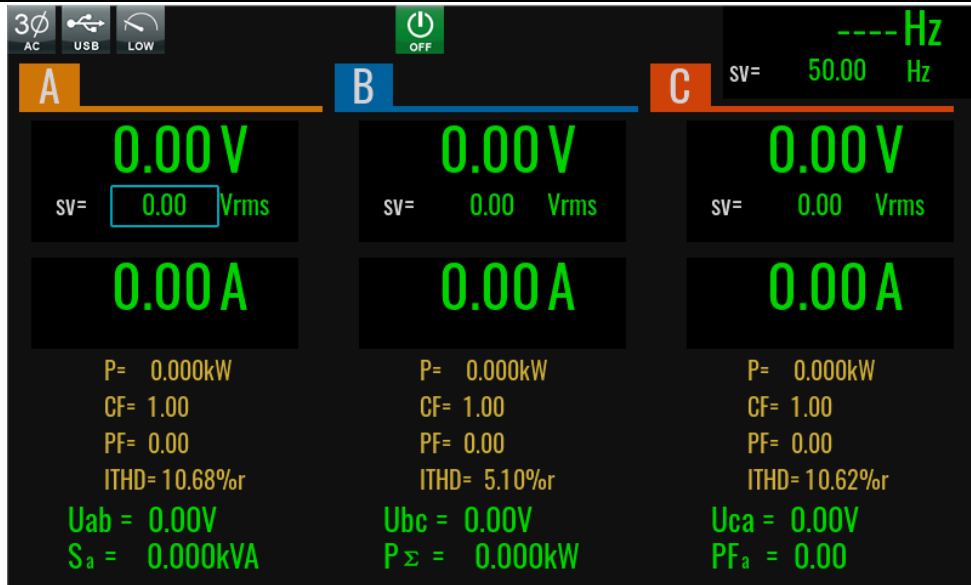 3Ø AC USB LOW OFF ---- Hz
sv= 50.00 Hz
A B C
0.00 V 0.00 V 0.00 V
sv= 0.00 Vrms sv= 0.00 Vrms sv= 0.00 Vrms
0.00 A 0.00 A 0.00 A
P= 0.000kW P= 0.000kW P= 0.000kW
CF= 1.00 CF= 1.00 CF= 1.00
PF= 0.00 PF= 0.00 PF= 0.00
ITHD= 10.68%r ITHD= 5.10%r ITHD= 10.62%r
Uab = 0.00V Ubc = 0.00V Uca = 0.00V
Sa = 0.000kVA PΣ = 0.000kW PFa = 0.00